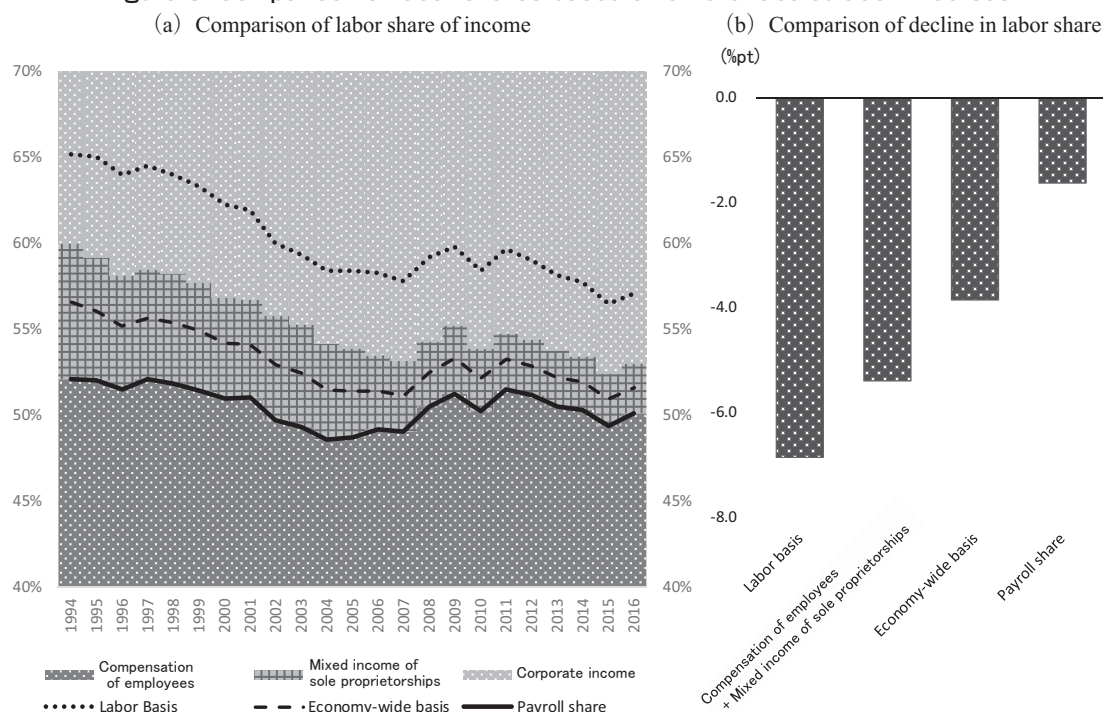 (a) Comparison of labor share of income
(b) Comparison of decline in labor share
(%pt)
70%
65%
60%
55%
50%
45%
40%
70%
65%
60%
55%
50%
45%
40%
1994
1995
1996
1997
1998
1999
2000
2001
2002
2003
2004
2005
2006
2007
2008
2009
2010
2011
2012
2013
2014
2015
2016
Compensation
of employees
Mixed income of
sole proprietorships
Corporate income
Labor Basis
Economy-wide basis
Payroll share
0.0
-2.0
-4.0
-6.0
-8.0
Labor basis
Compensation of employees
+ Mixed income of sole proprietorships
Economy-wide basis
Payroll share